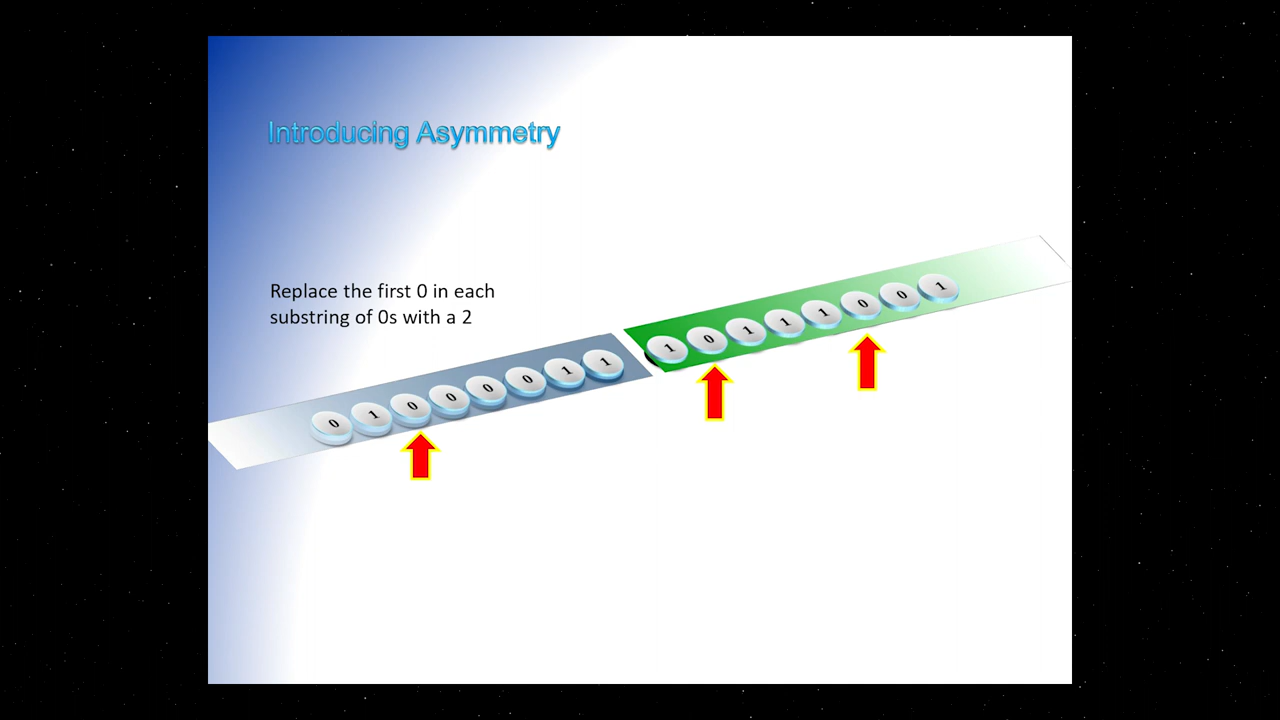 Introducing Asymmetry
Replace the first 0 in each
substring of 0s with a 2
0 1 0 0 0 0 1 1
1 0 1 1 1 0 0 1